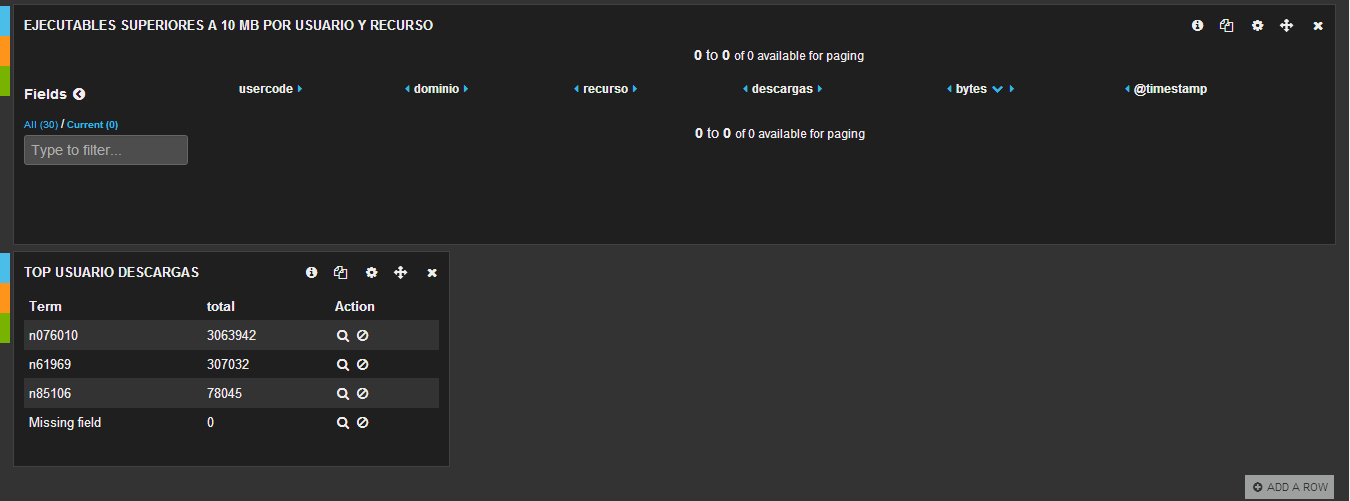 EJECUTABLES SUPERIORES A 10 MB POR USUARIO Y RECURSO
0 to 0 of 0 available for paging
Fields
usercode dominio recurso descargas bytes @timestamp
All (30) / Current (0)
Type to filter...
0 to 0 of 0 available for paging
TOP USUARIO DESCARGAS
Term total Action
n076010 3063942
n61969 307032
n85106 78045
Missing field 0
ADD A ROW